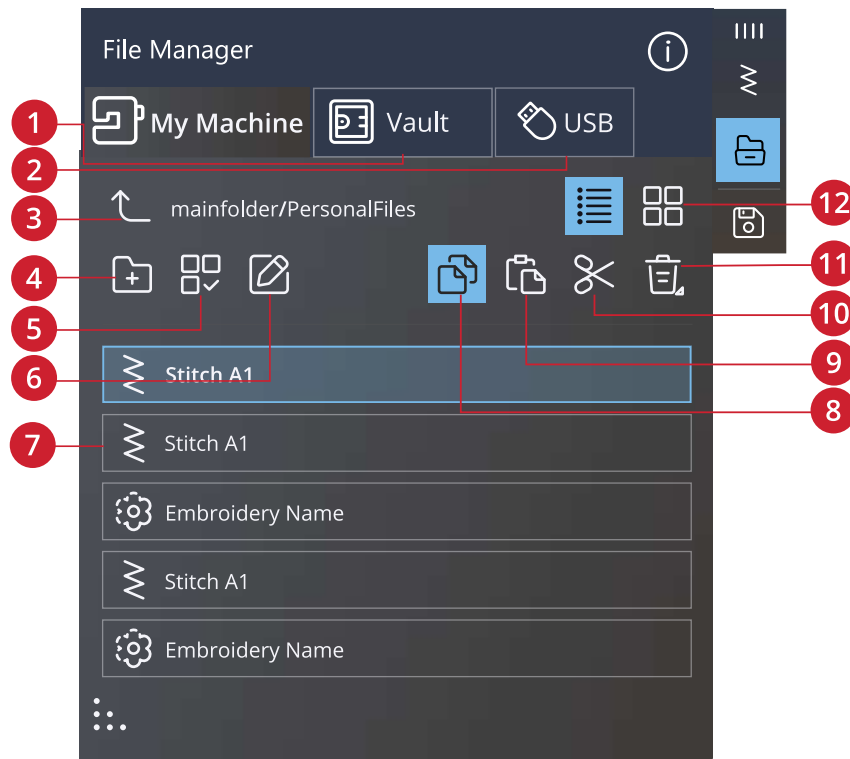 File Manager
My Machine Vault USB
1
2
mainfolder/PersonalFiles
3
12
4
11
5
10
6
9
8
Stitch A1
7
Stitch A1
Embroidery Name
Stitch A1
Embroidery Name